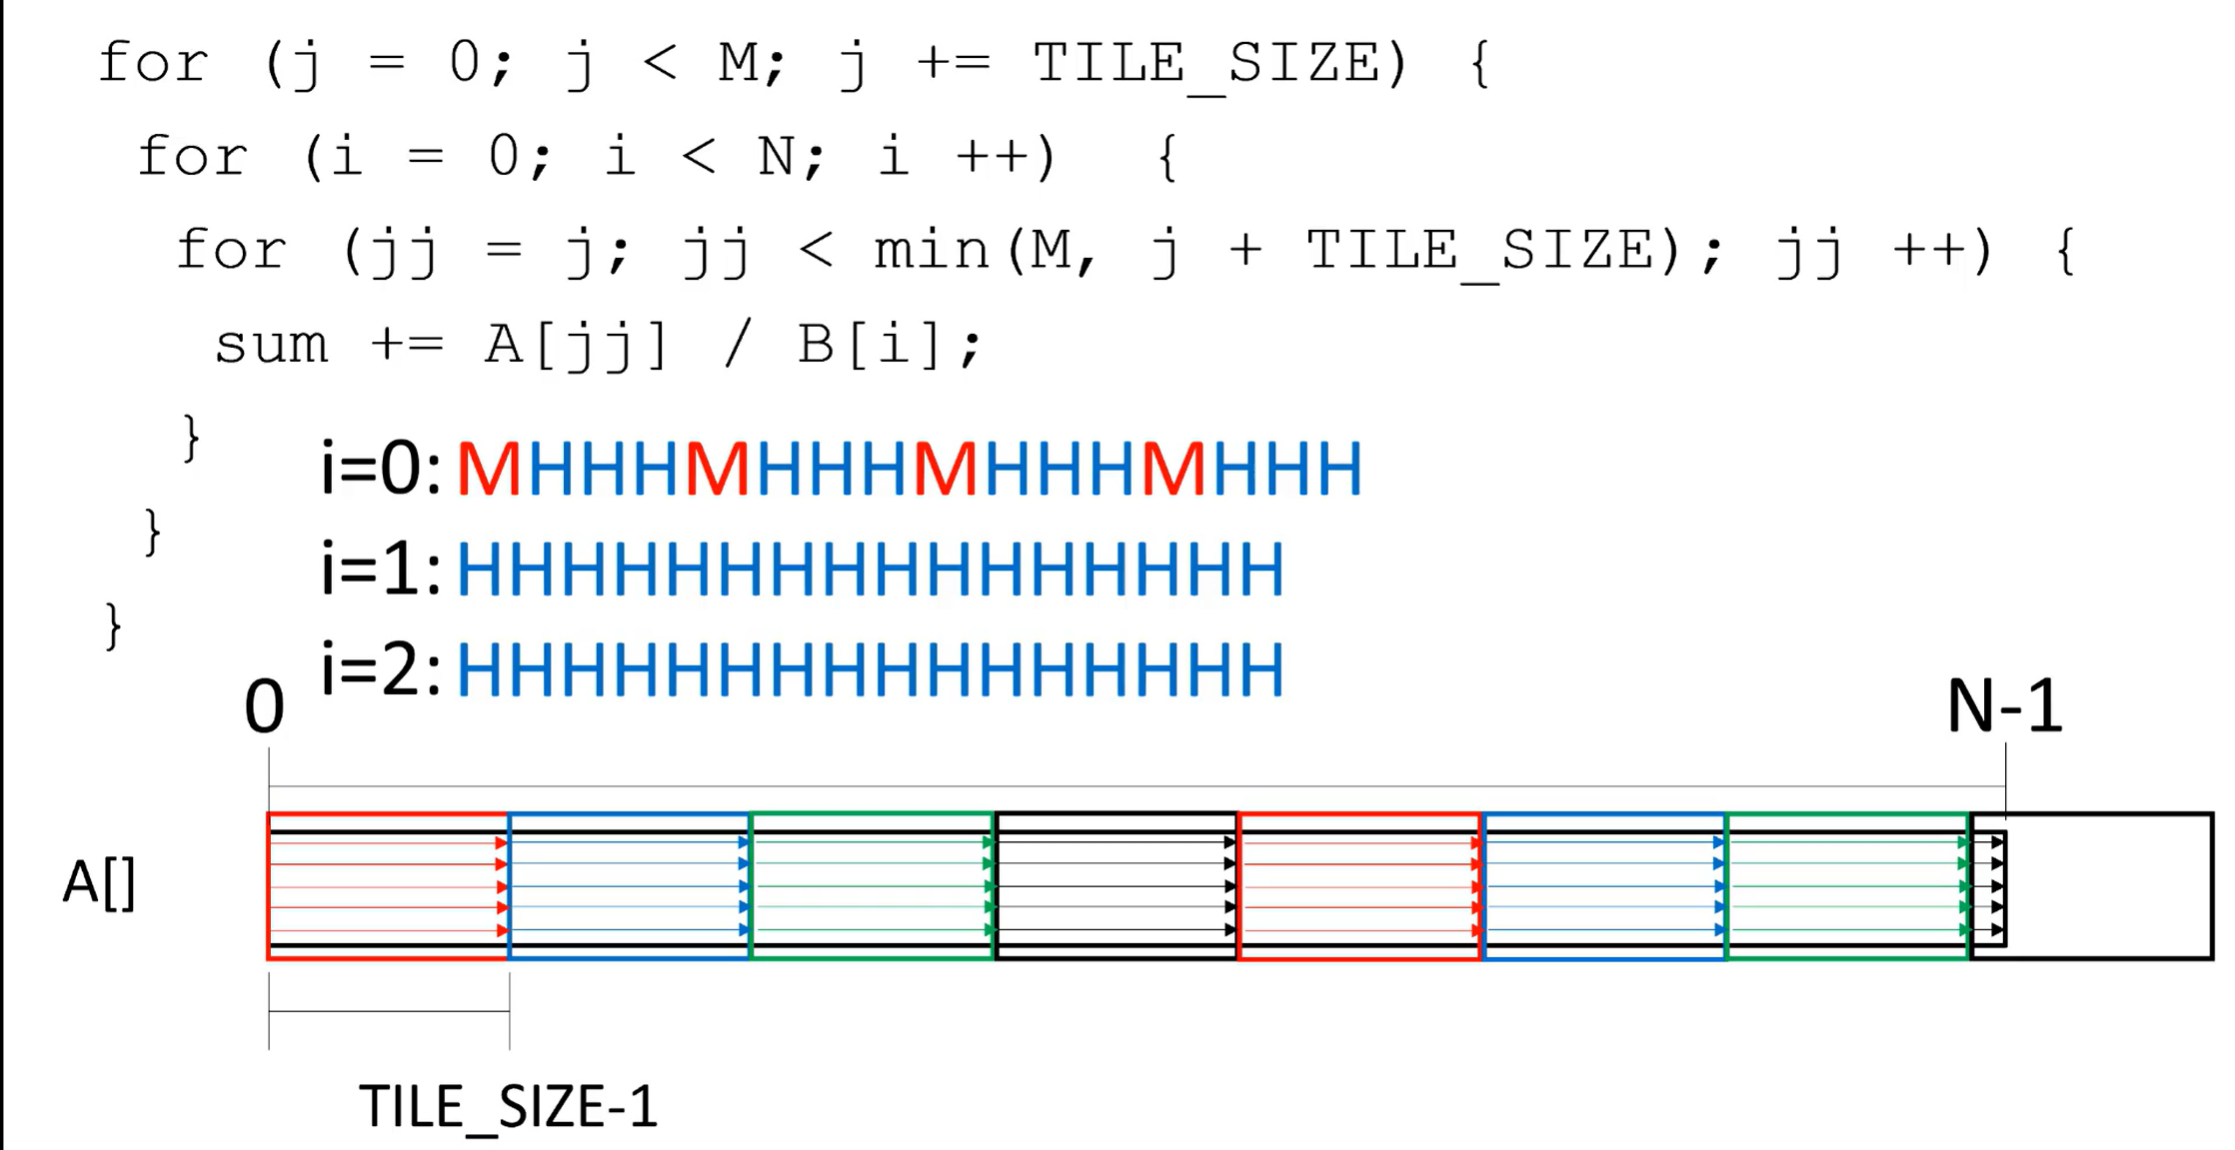 for (j = 0; j < M; j += TILE_SIZE) {
for (i = 0; i < N; i ++)  {
for (jj = j; jj < min(M, j + TILE_SIZE); jj ++) {
sum += A[jj] / B[i];
}
i=0: MHHHMHHHMHHHMHHH
}
i=1: HHHHHHHHHHHHHHHH
}
i=2: HHHHHHHHHHHHHHHH
0
N-1
A[]
TILE_SIZE-1